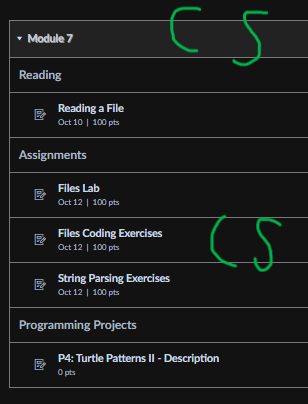 CS
Module 7
Reading
Reading a File
Oct 10 | 100 pts
Assignments
Files Lab
Oct 12 | 100 pts
Files Coding Exercises
Oct 12 | 100 pts
CS
String Parsing Exercises
Oct 12 | 100 pts
Programming Projects
P4: Turtle Patterns II - Description
0 pts